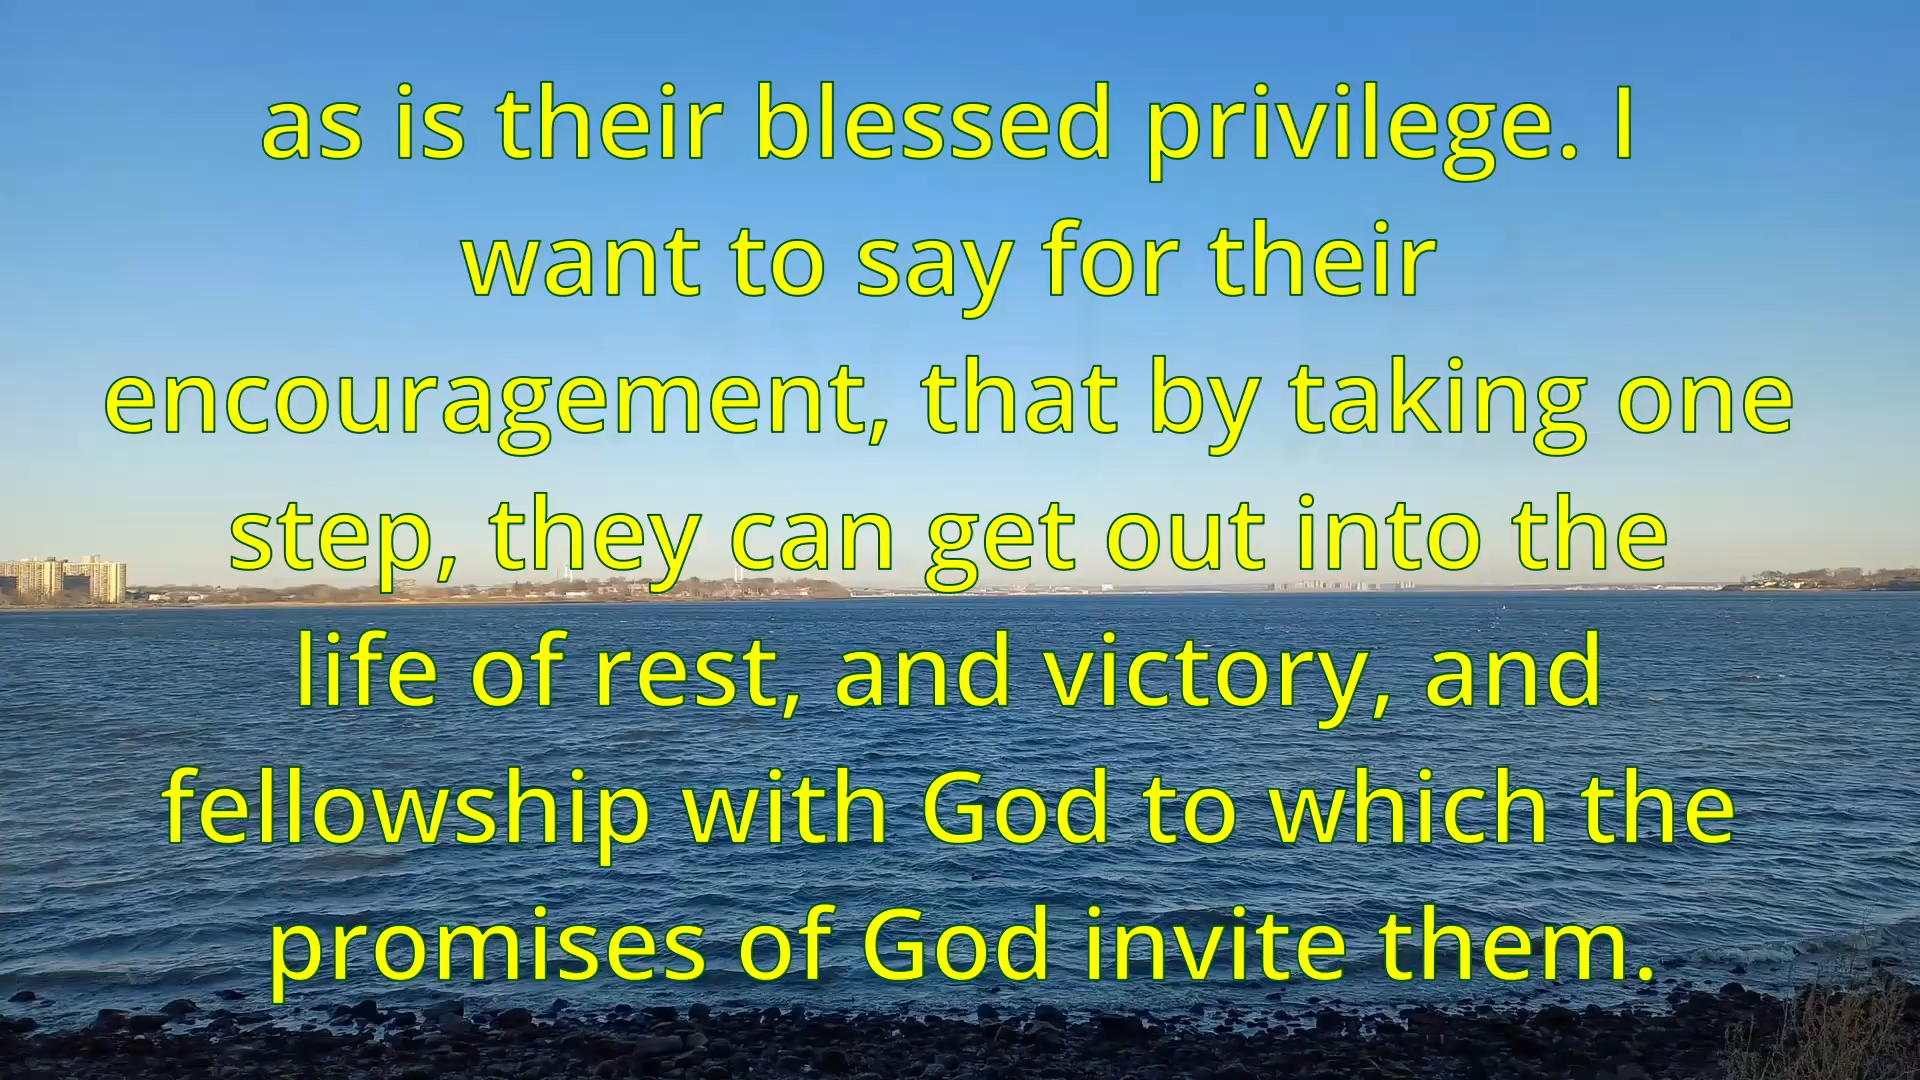 as is their blessed privilege. I
want to say for their
encouragement, that by taking one
step, they can get out into the
life of rest, and victory, and
fellowship with God to which the
promises of God invite them.